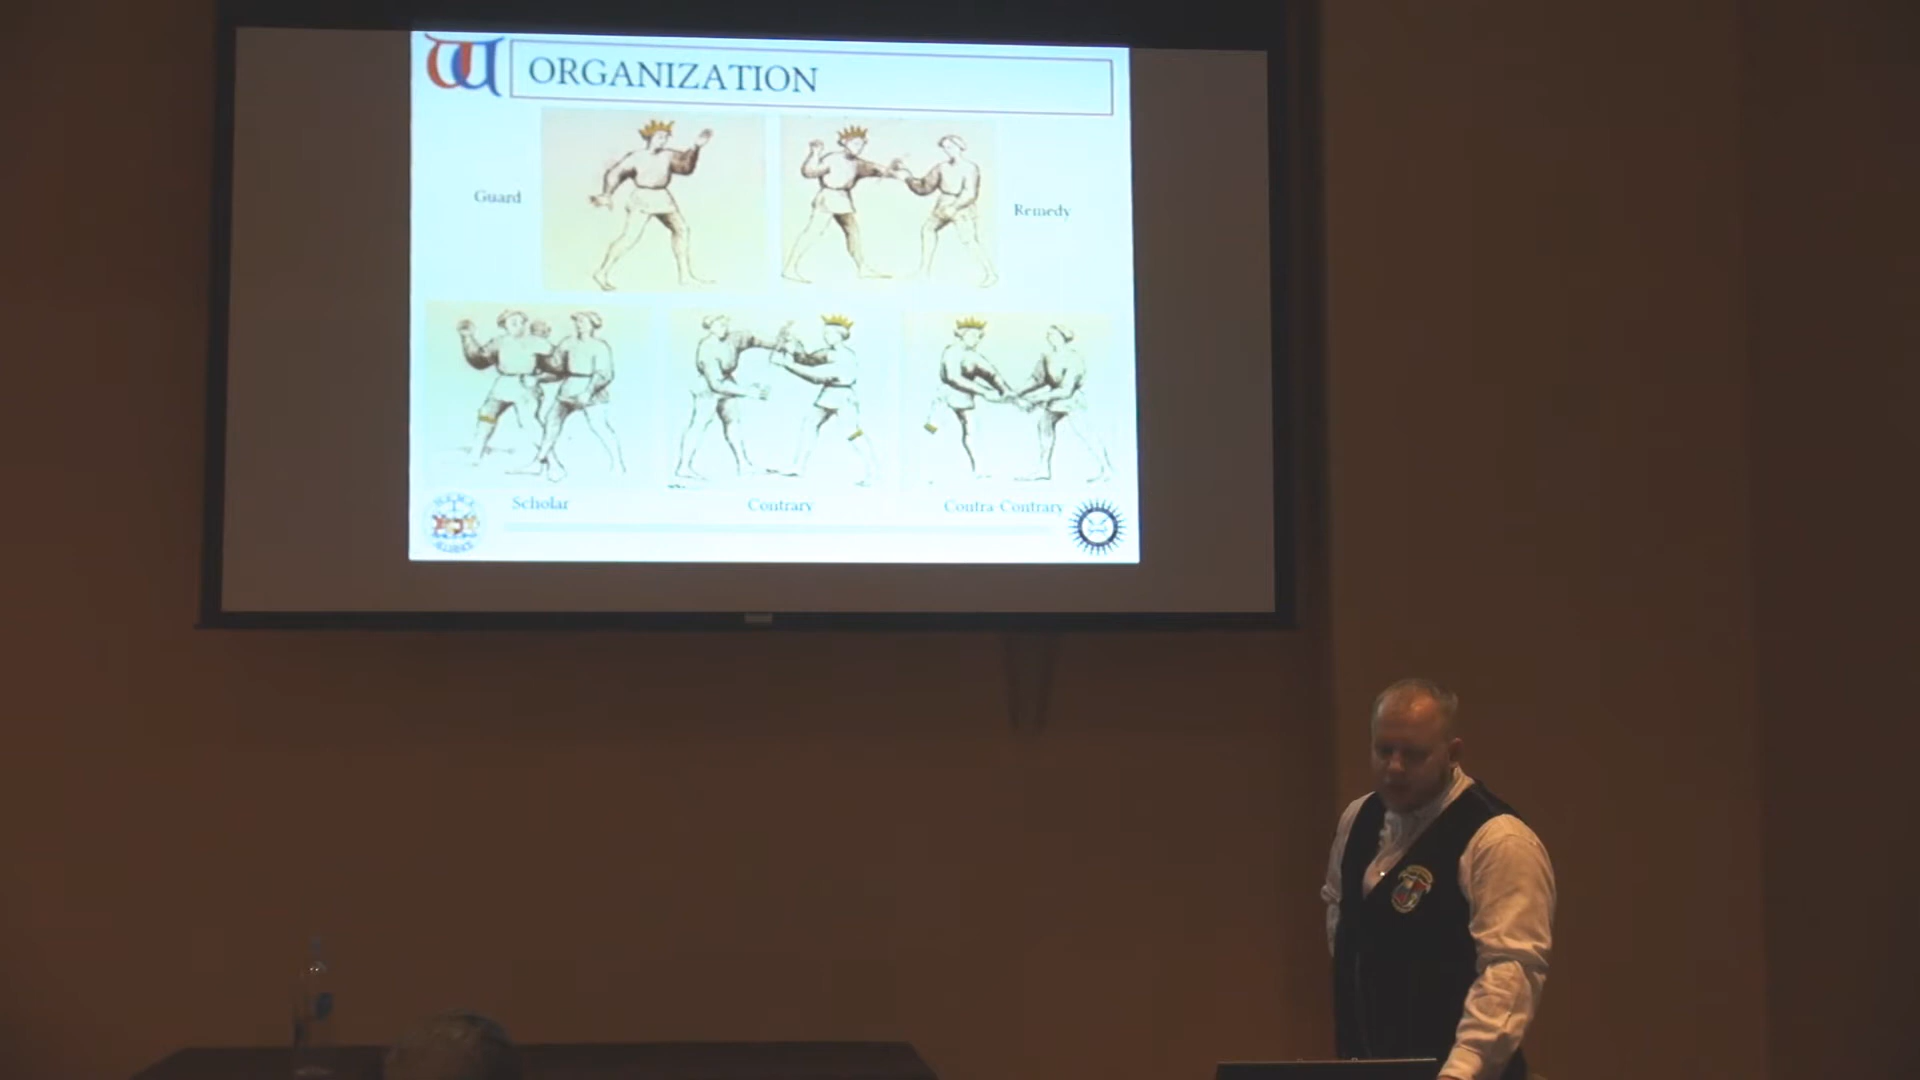 ORGANIZATION
Guard
Remedy
Scholar
Contrary
Contra Contrary